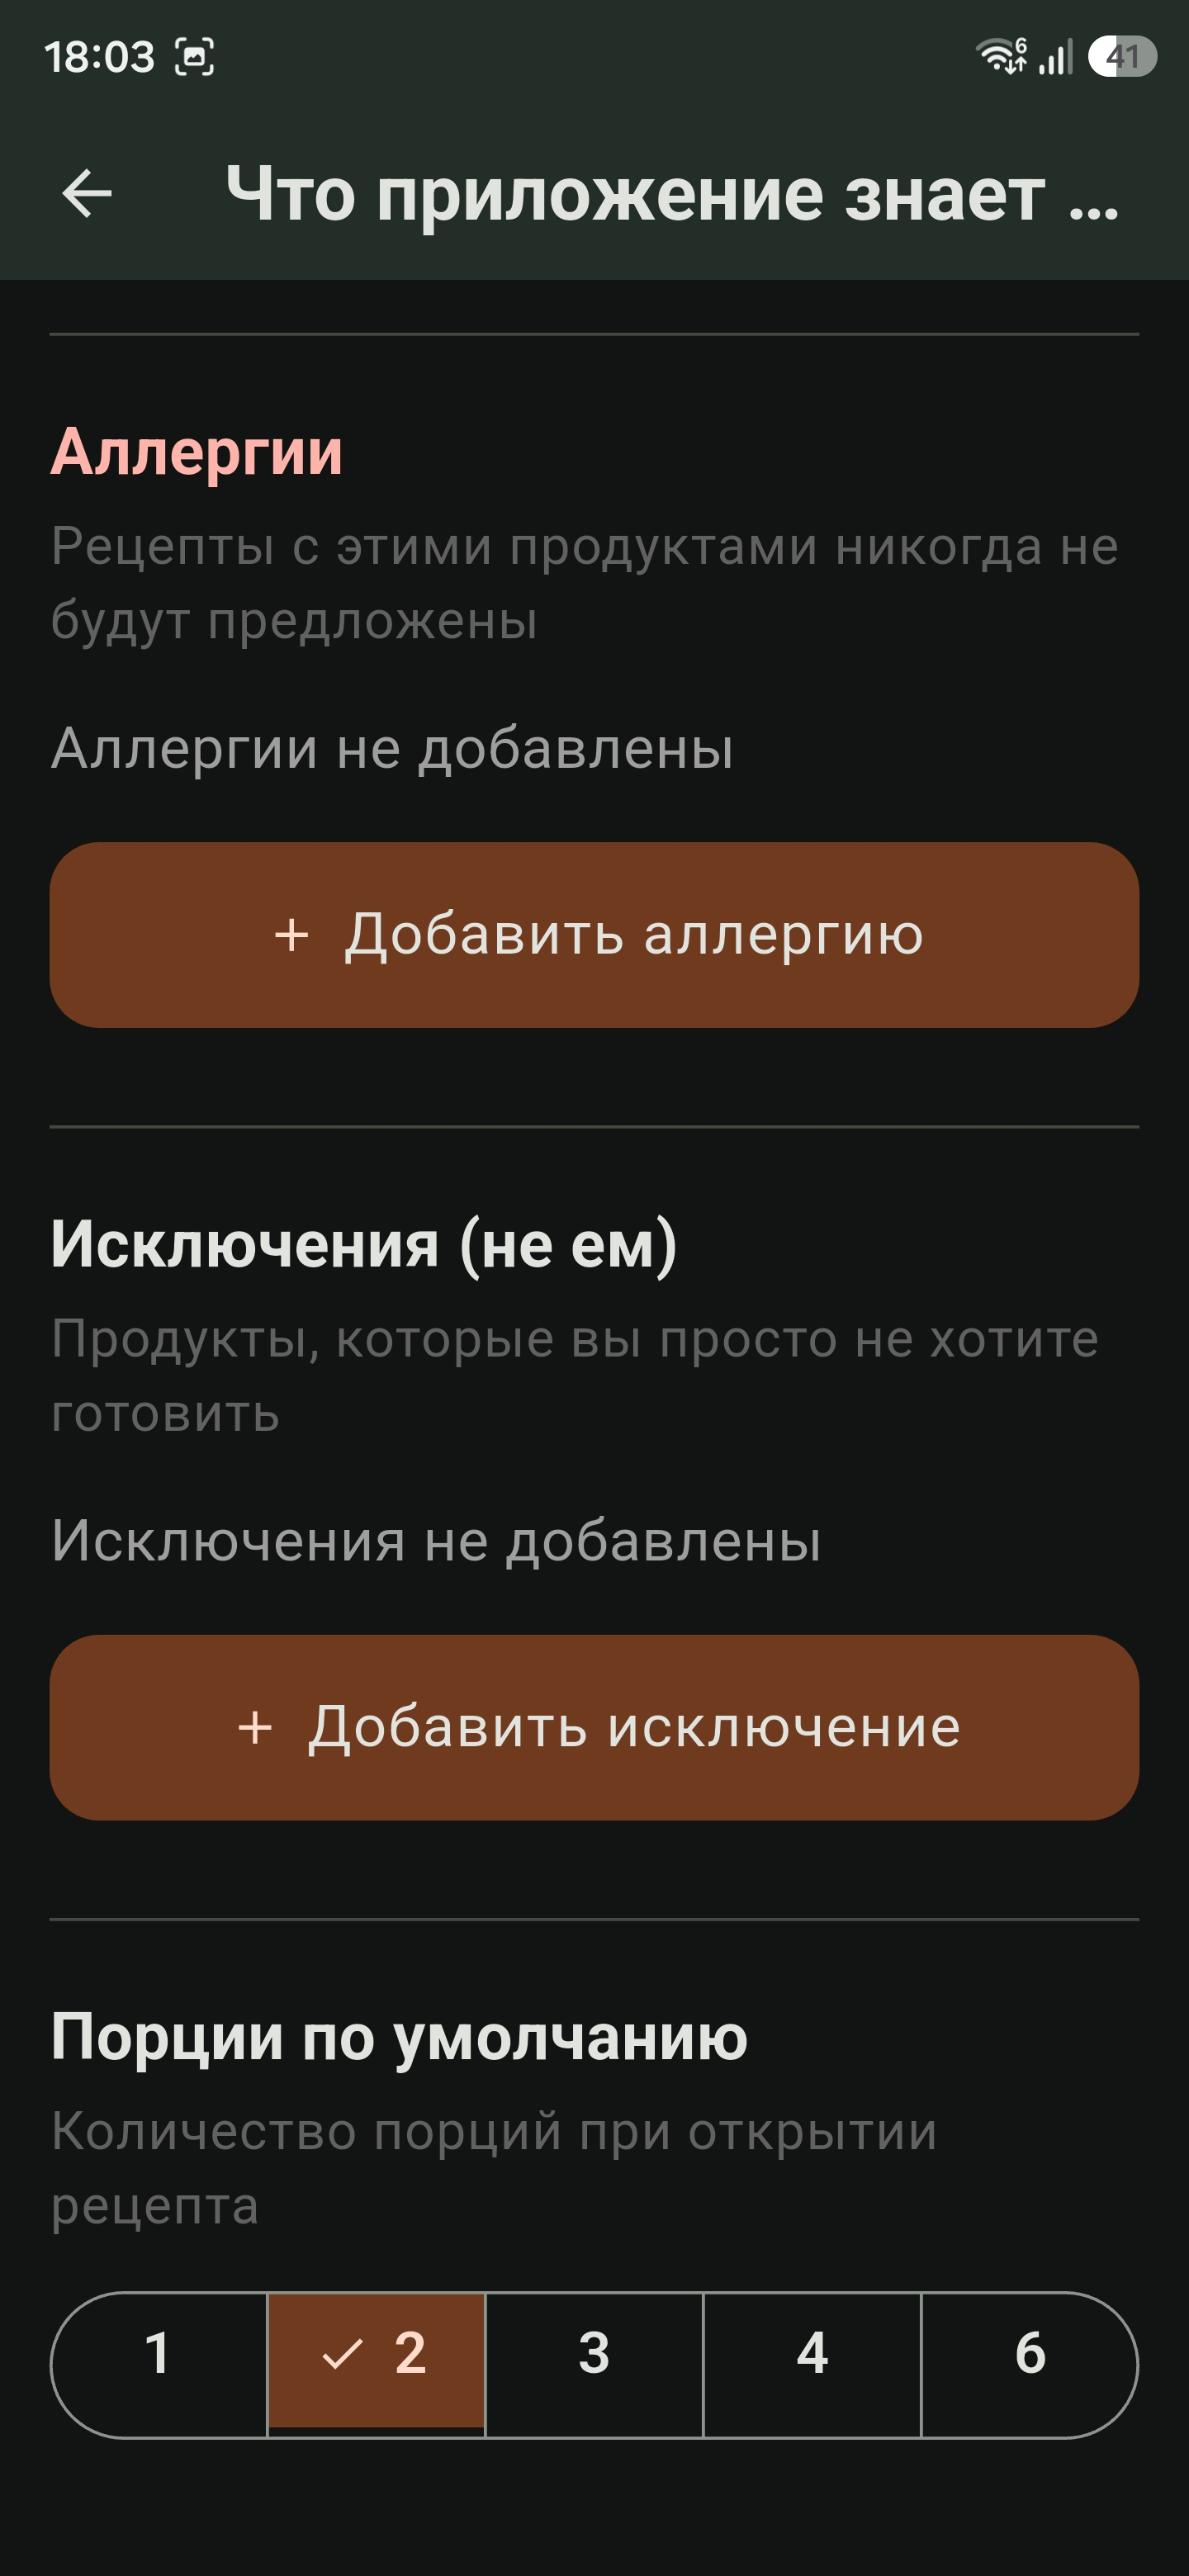 18:03
6
41
Что приложение знает ...
Аллергии
Рецепты с этими продуктами никогда не
будут предложены
Аллергии не добавлены
+ Добавить аллергию
Исключения (не ем)
Продукты, которые вы просто не хотите
готовить
Исключения не добавлены
+ Добавить исключение
Порции по умолчанию
Количество порций при открытии
рецепта
1 2 3 4 6